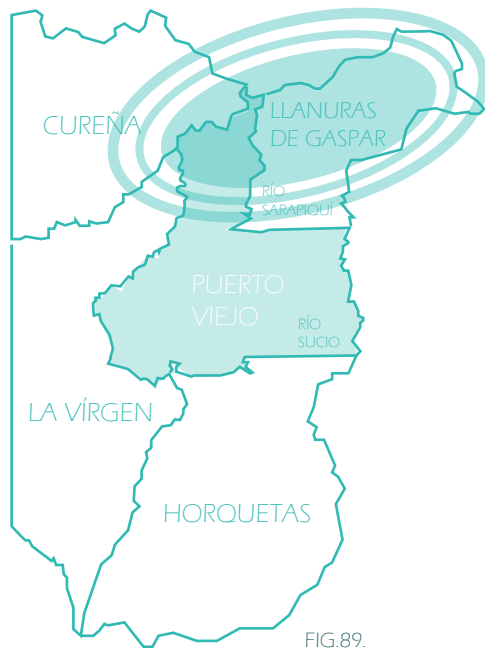 CUREÑA
LLANURAS
DE GASPAR
RÍO
SARAPIQUÍ
PUERTO
VIEJO
RÍO
SUCIO
LA VÍRGEN
HORQUETAS
FIG.89.